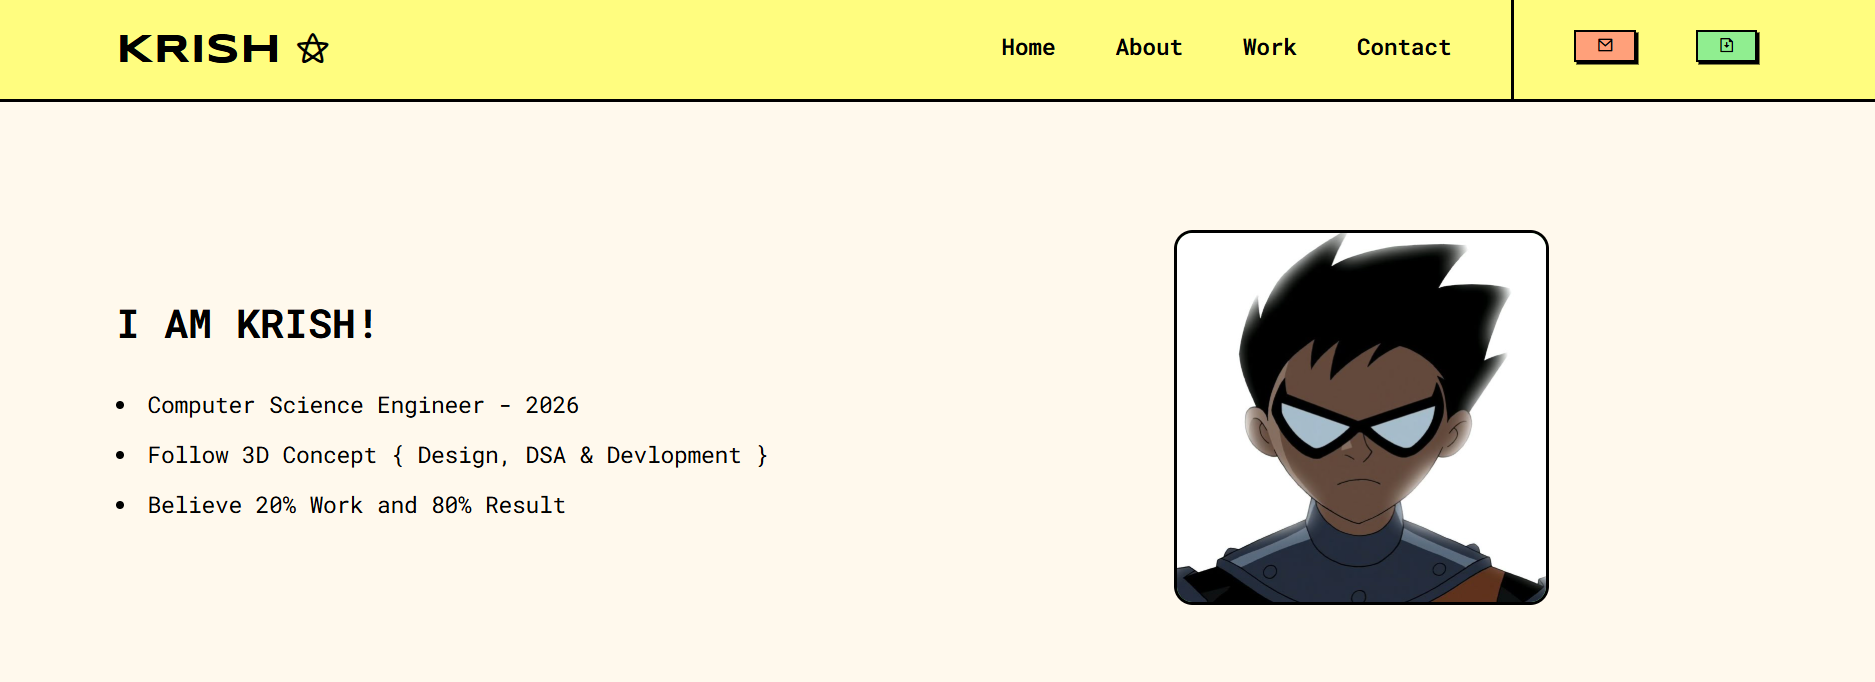 KRISH
Home About Work Contact
I AM KRISH!
Computer Science Engineer - 2026
Follow 3D Concept { Design, DSA & Devlopment }
Believe 20% Work and 80% Result